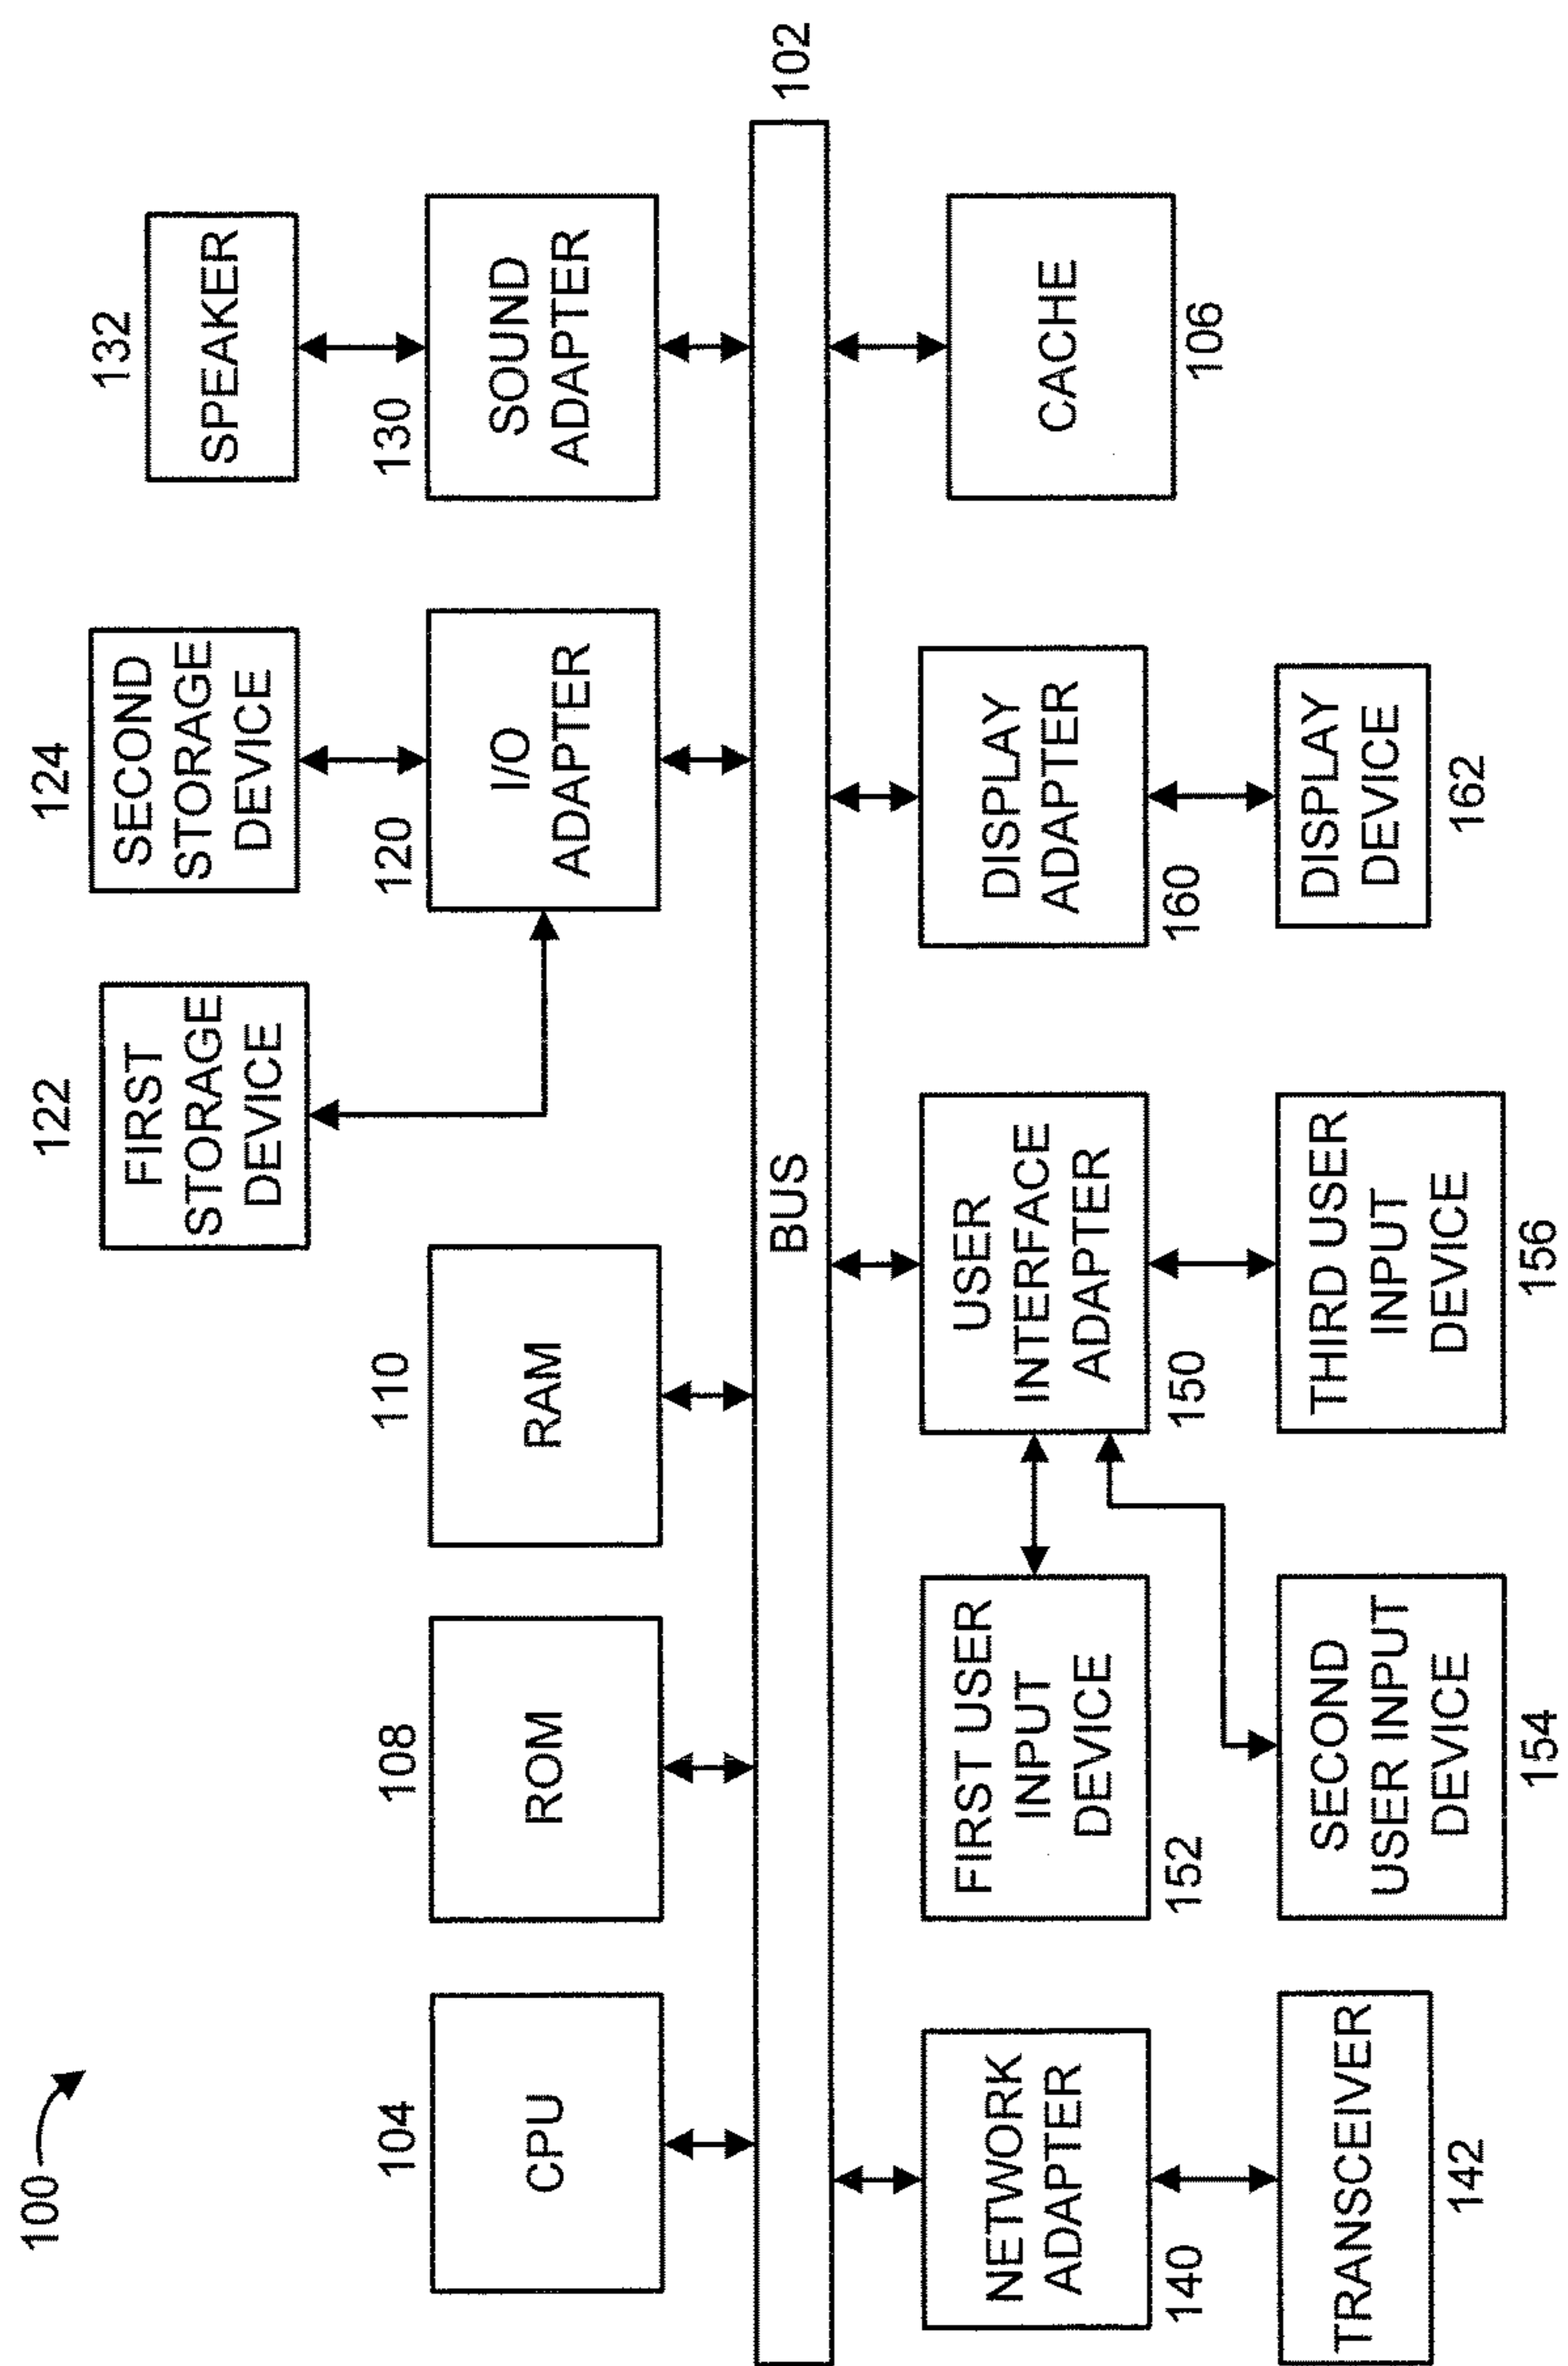 100
104
CPU
108
ROM
110
RAM
122
FIRST
STORAGE
DEVICE
124
SECOND
STORAGE
DEVICE
120
I/O
ADAPTER
132
SPEAKER
130
SOUND
ADAPTER
BUS
102
NETWORK
ADAPTER
140
TRANSCEIVER
142
FIRST USER
INPUT
DEVICE
152
SECOND
USER INPUT
DEVICE
154
USER
INTERFACE
ADAPTER
150
THIRD USER
INPUT
DEVICE
156
DISPLAY
ADAPTER
160
DISPLAY
DEVICE
162
CACHE
106